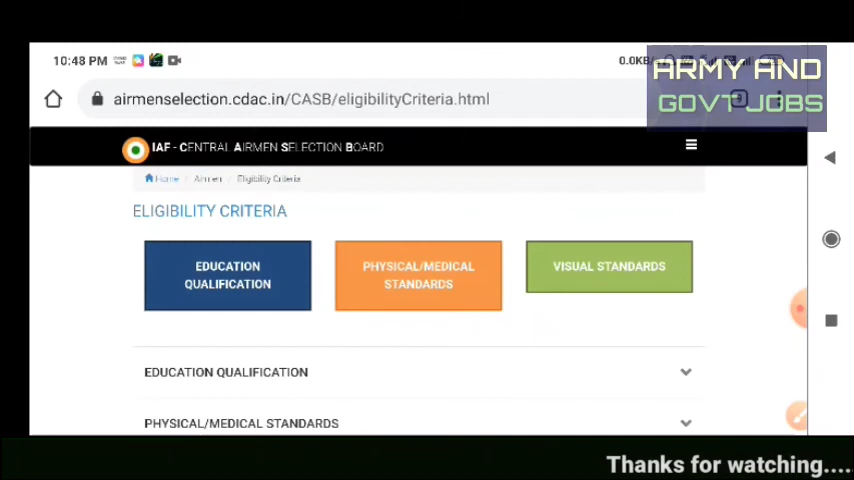 10:48 PM
0.0KB/
ARMY AND
GOVT JOBS
airmenselection.cdac.in/CASB/eligibilityCriteria.html
IAF - CENTRAL AIRMEN SELECTION BOARD
Home / Airmen / Eligibility Criteria
ELIGIBILITY CRITERIA
EDUCATION
QUALIFICATION
PHYSICAL/MEDICAL
STANDARDS
VISUAL STANDARDS
EDUCATION QUALIFICATION
PHYSICAL/MEDICAL STANDARDS
Thanks for watching....